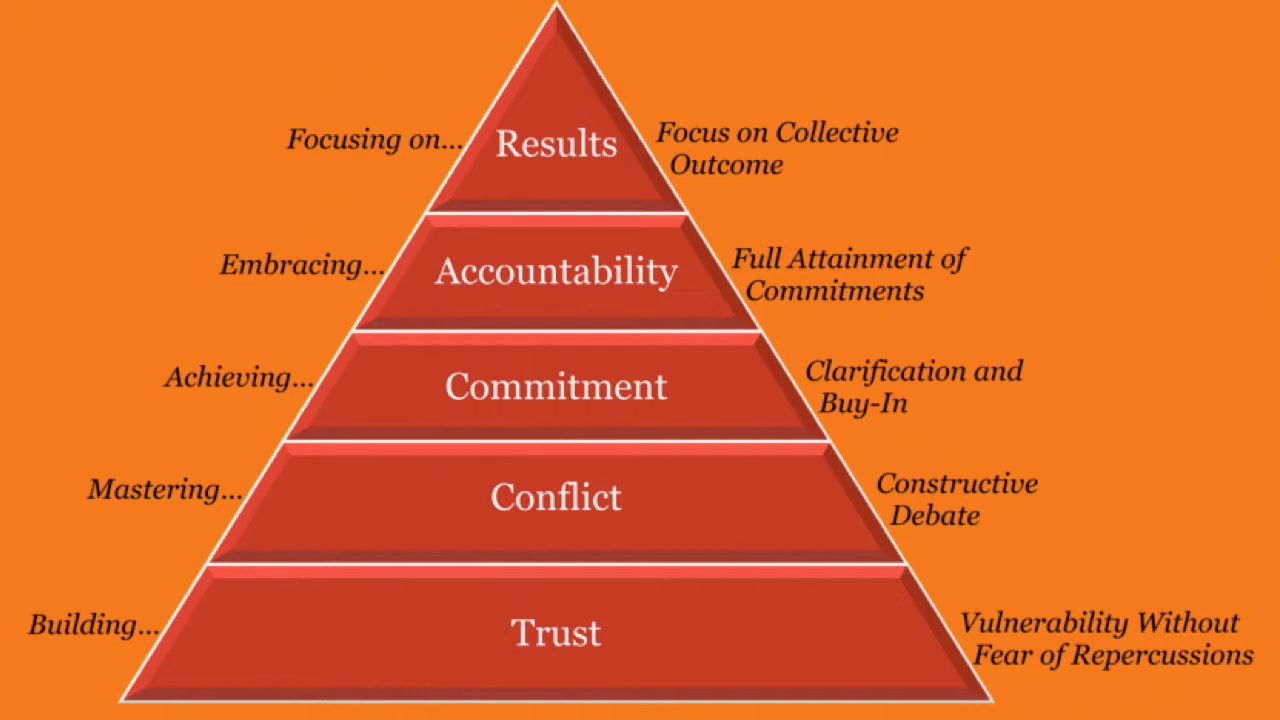 Focusing on...
Results
Focus on Collective
Outcome
Embracing...
Accountability
Full Attainment of
Commitments
Achieving...
Commitment
Clarification and
Buy-In
Mastering...
Conflict
Constructive
Debate
Building...
Trust
Vulnerability Without
Fear of Repercussions